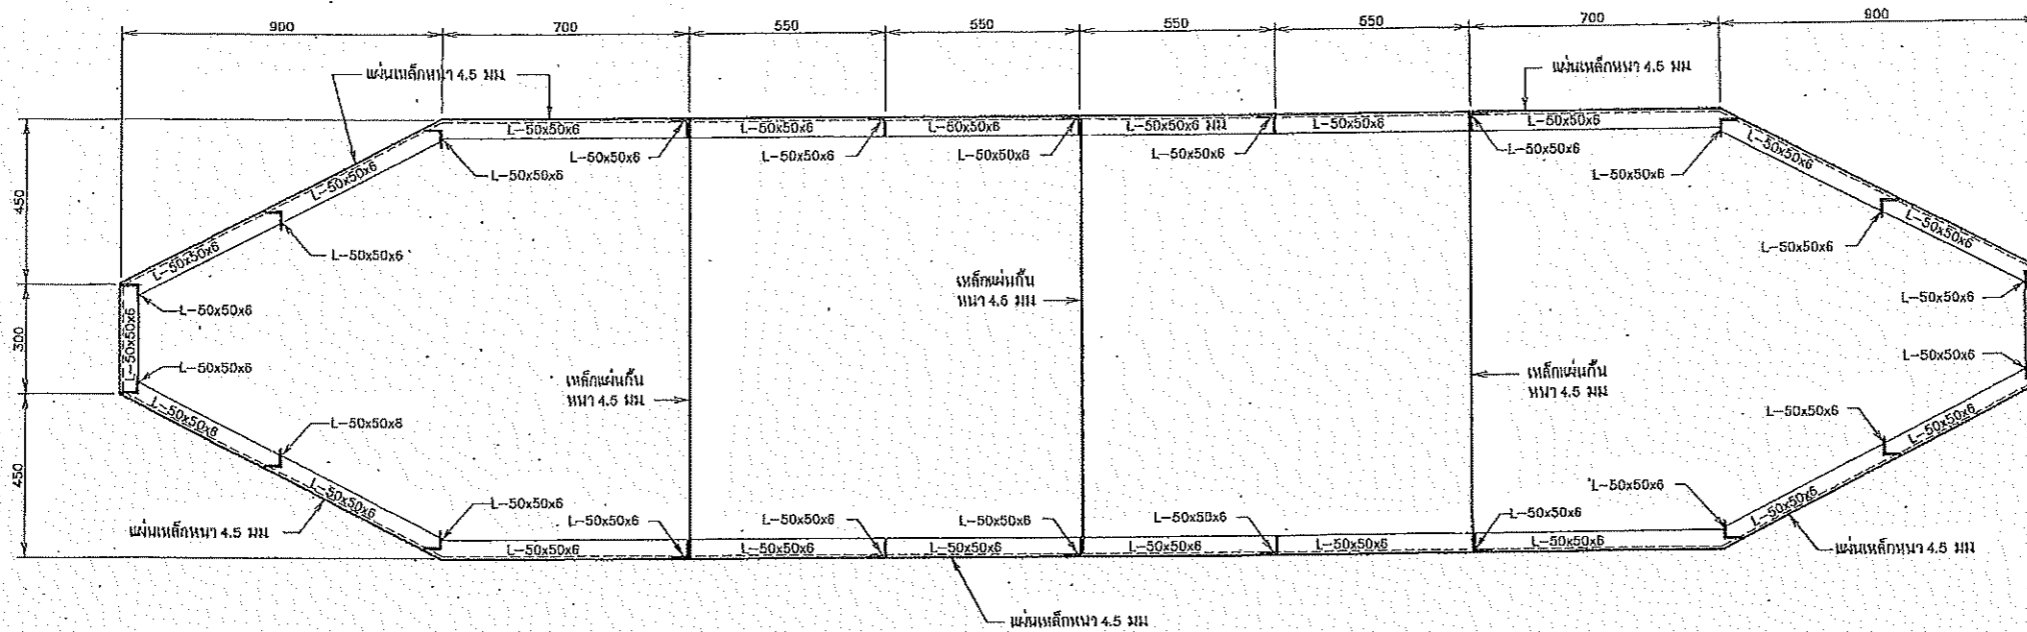 900 700 550 550 550 550 700 900
แผ่นเหล็กหนา 4.5 มม. แผ่นเหล็กหนา 4.5 มม
L-50x50x6 L-50x50x6 L-50x50x6 L-50x50x6 มม L-50x50x6 L-50x50x6
L-50x50x6 L-50x50x6 L-50x50x8 L-50x50x6 L-50x50x6
L-50x50x6 L-50x50x6 L-50x50x6 L-50x50x6
450
L-50x50x6 L-50x50x6 L-50x50x6 L-50x50x6
เหล็กแผ่นกั้น
หนา 4.5 มม
L-50x50x6 L-50x50x6
300
L-50x50x6
L-50x50x6 L-50x50x6
เหล็กแผ่นกั้น
หนา 4.5 มม.
เหล็กแผ่นกั้น
หนา 4.5 มม
L-50x50x8 L-50x50x8 L-50x50x6 L-50x50x6
450
L-50x50x6 L-50x50x6 L-50x50x6 L-50x50x6
L-50x50x6 L-50x50x6 L-50x50x6 L-50x50x6 L-50x50x6
แผ่นเหล็กหนา 4.5 มม
L-50x50x6 L-50x50x6 L-50x50x6 L-50x50x6 L-50x50x6 L-50x50x6
แผ่นเหล็กหนา 4.5 มม
แผ่นเหล็กหนา 4.5 มม